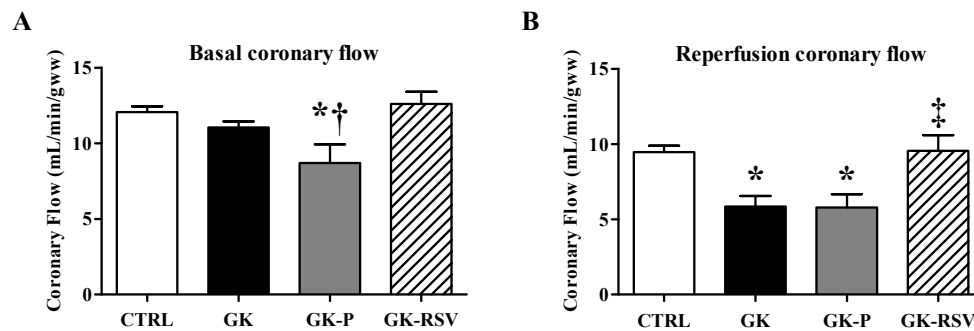 A
Basal coronary flow
Coronary Flow (mL/min/gww)
15
10
5
0
*†
CTRL
GK
GK-P
GK-RSV
B
Reperfusion coronary flow
Coronary Flow (mL/min/gww)
15
10
5
0
*
*
‡
CTRL
GK
GK-P
GK-RSV